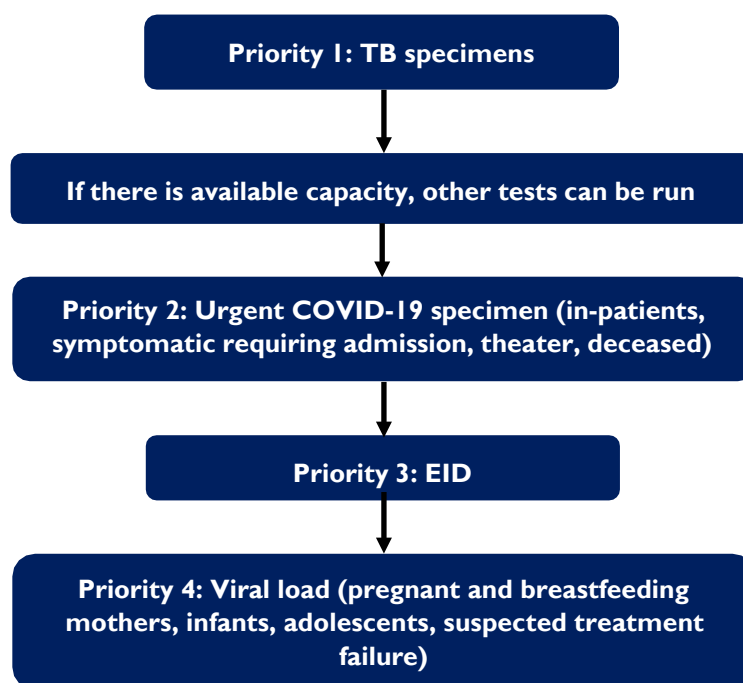 Priority 1: TB specimens
If there is available capacity, other tests can be run
Priority 2: Urgent COVID-19 specimen (in-patients,
symptomatic requiring admission, theater, deceased)
Priority 3: EID
Priority 4: Viral load (pregnant and breastfeeding
mothers, infants, adolescents, suspected treatment
failure)